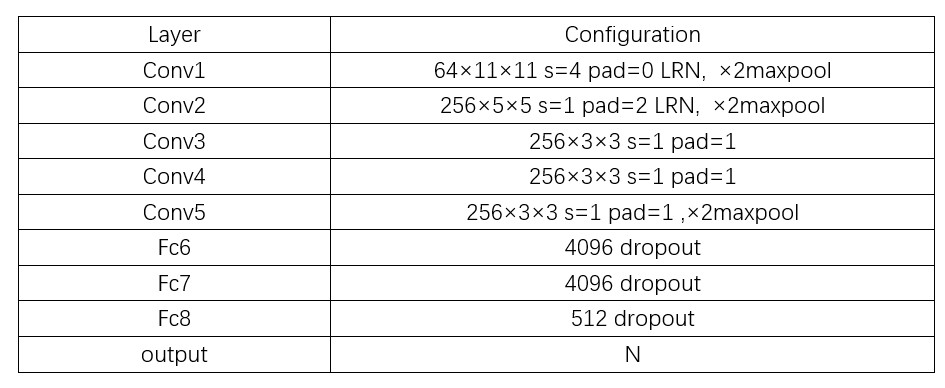 Layer Configuration
Conv1 64×11×11 s=4 pad=0 LRN, ×2maxpool
Conv2 256×5×5 s=1 pad=2 LRN, ×2maxpool
Conv3 256×3×3 s=1 pad=1
Conv4 256×3×3 s=1 pad=1
Conv5 256×3×3 s=1 pad=1 ,×2maxpool
Fc6 4096 dropout
Fc7 4096 dropout
Fc8 512 dropout
output N